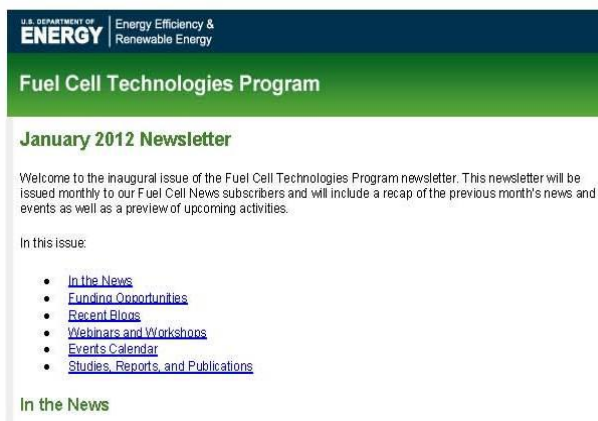 U.S. DEPARTMENT OF
ENERGY
Energy Efficiency &
Renewable Energy
Fuel Cell Technologies Program
January 2012 Newsletter
Welcome to the inaugural issue of the Fuel Cell Technologies Program newsletter. This newsletter will be
issued monthly to our Fuel Cell News subscribers and will include a recap of the previous month's news and
events as well as a preview of upcoming activities.
In this issue:
• In the News
• Funding Opportunities
• Recent Blogs
• Webinars and Workshops
• Events Calendar
• Studies, Reports, and Publications
In the News